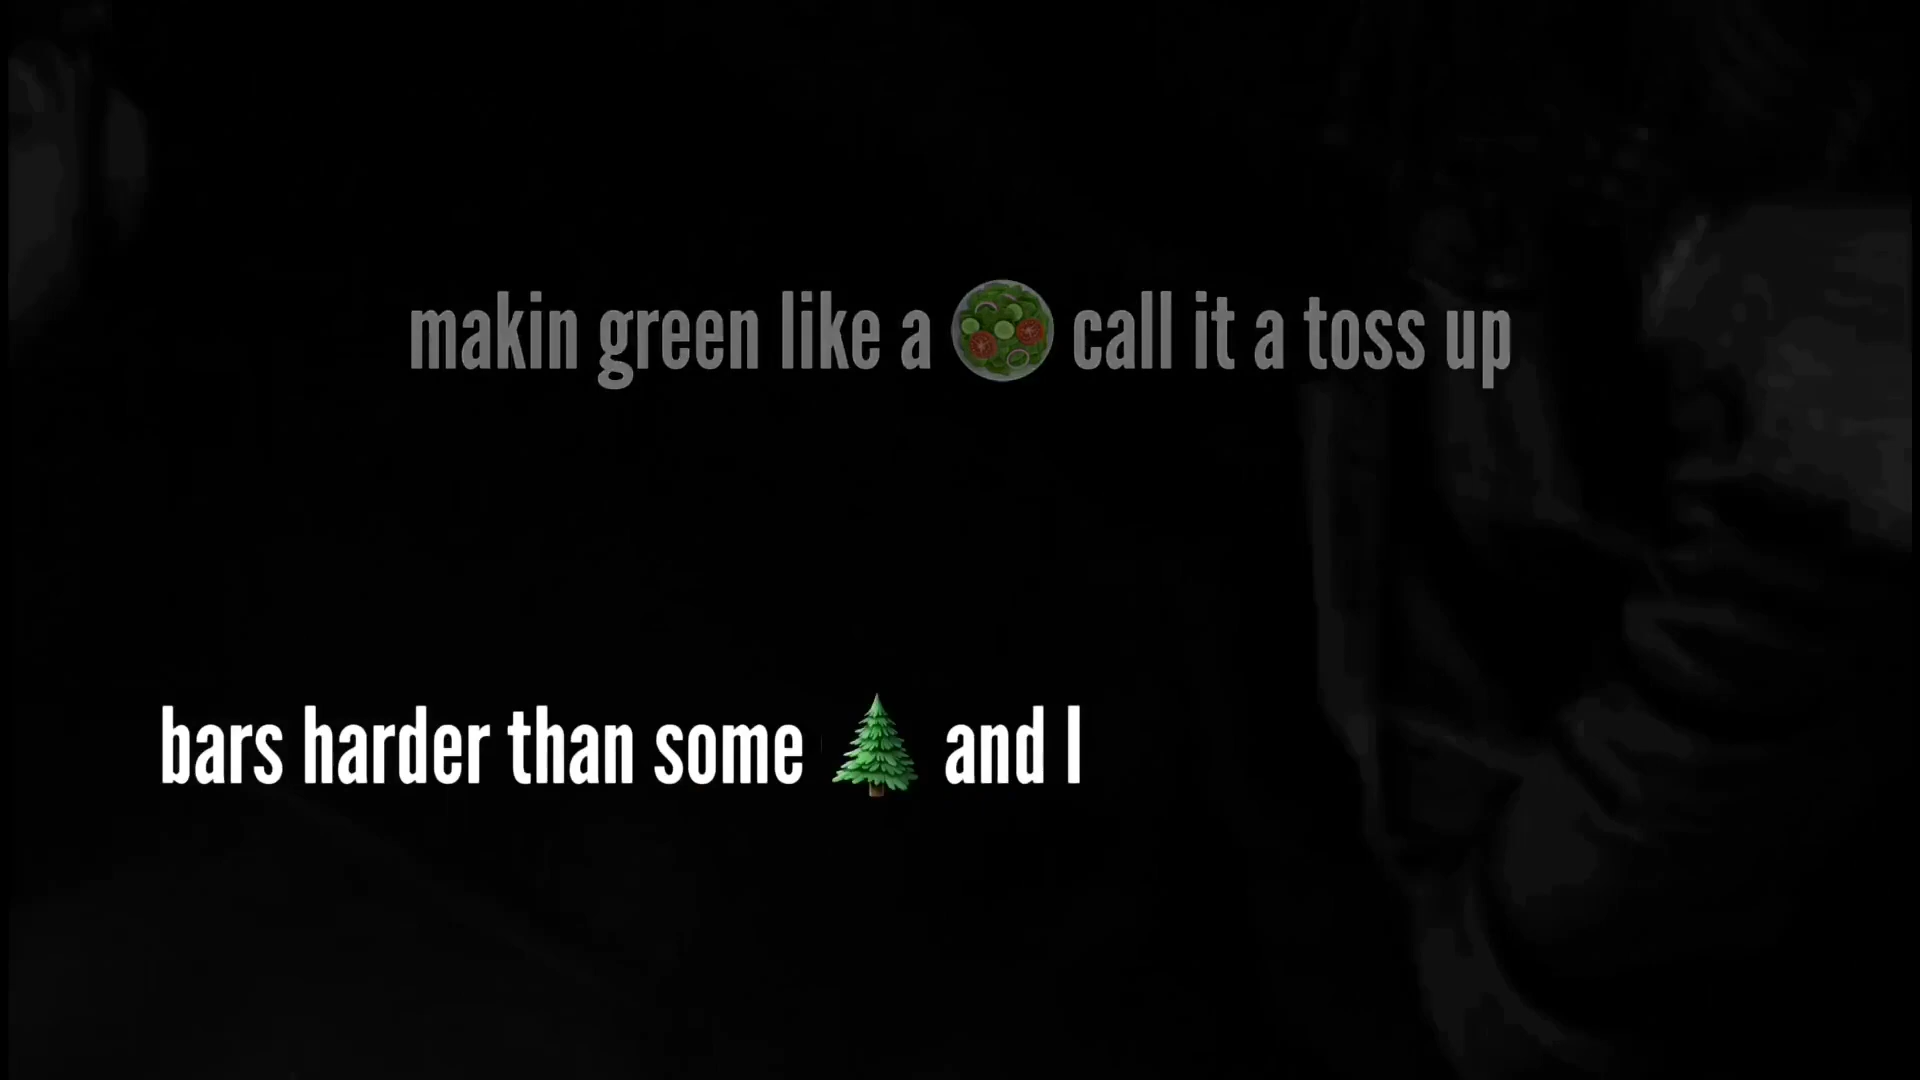 makin green like a 🥗 call it a toss up
bars harder than some 🌲 and I